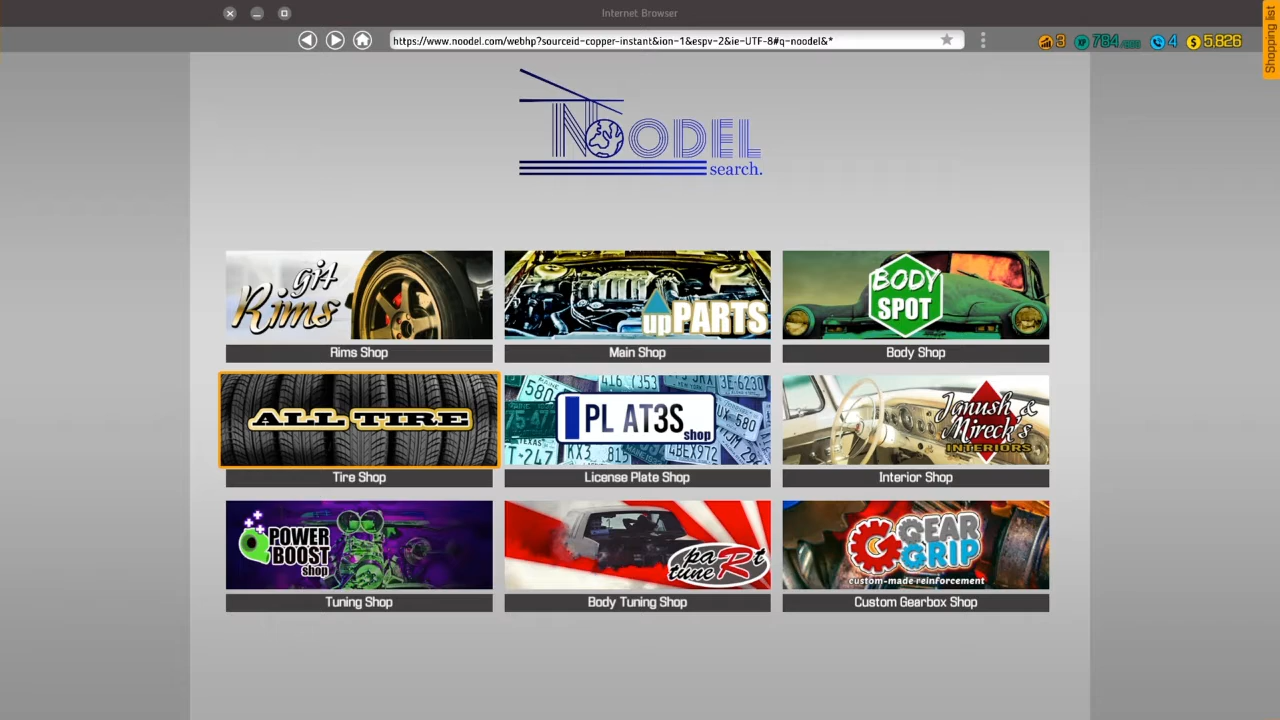 Internet Browser
https://www.noodel.com/webhp?sourceid-copper-instant&ion-1&espv-2&ie-UTF-8#q-noodel&*
3
784
4
$ 5,826
Shopping list
NOODEL
search.
gi4 Rims
upPARTS
BODY SPOT
Rims Shop
Main Shop
Body Shop
ALL TIRE
PL AT3S shop
Janush & Mireck's INTERIORS
Tire Shop
License Plate Shop
Interior Shop
POWER BOOST shop
paRt tuneR
GEAR GRIP
custom-made reinforcement
Tuning Shop
Body Tuning Shop
Custom Gearbox Shop